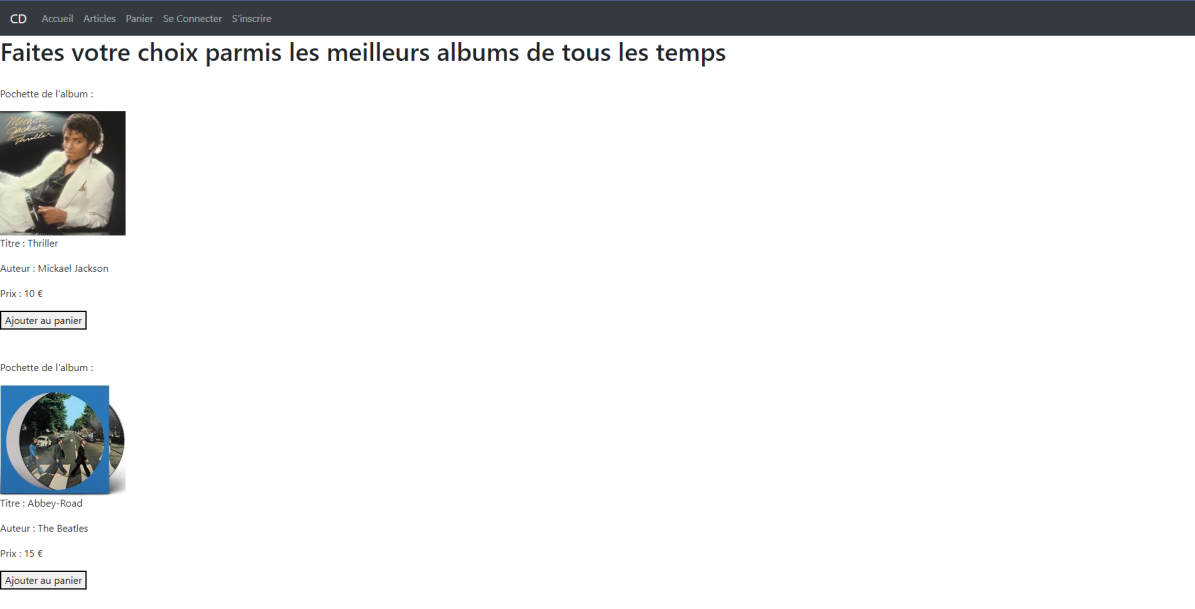 CD Accueil Articles Panier Se Connecter S'inscrire
Faites votre choix parmis les meilleurs albums de tous les temps
Pochette de l'album :
Michael
Jackson
Thriller
Titre : Thriller
Auteur : Mickael Jackson
Prix : 10 €
Ajouter au panier
Pochette de l'album :
Titre : Abbey-Road
Auteur : The Beatles
Prix : 15 €
Ajouter au panier